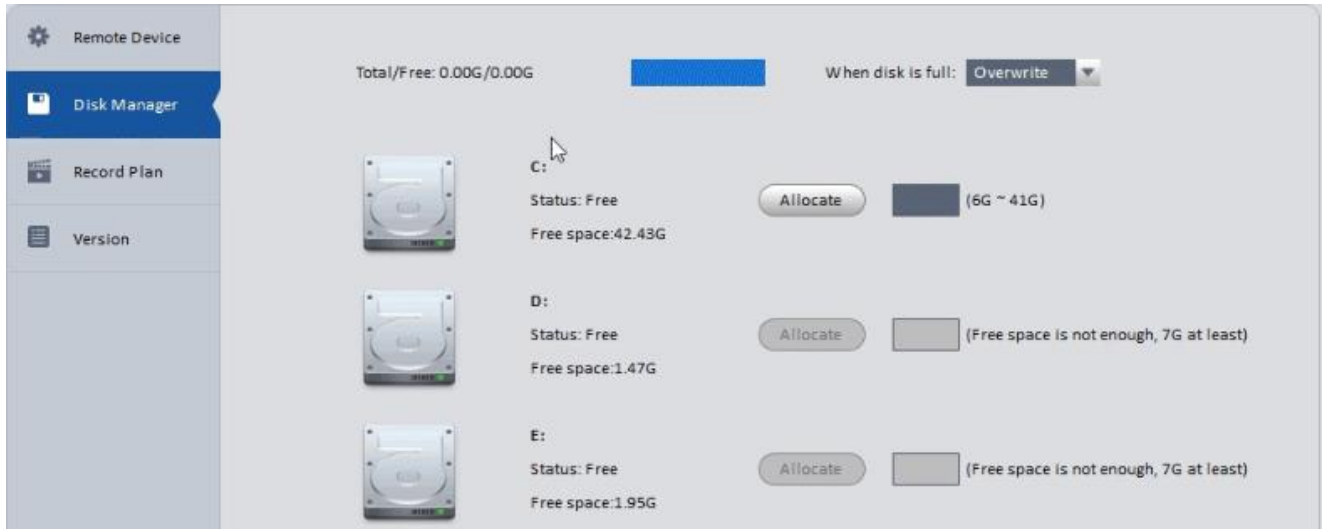 Remote Device
Disk Manager
Record Plan
Version
Total/Free: 0.00G/0.00G
When disk is full: Overwrite
C:
Status: Free
Allocate
(6G ~ 41G)
Free space:42.43G
D:
Status: Free
Allocate
(Free space is not enough, 7G at least)
Free space:1.47G
E:
Status: Free
Allocate
(Free space is not enough, 7G at least)
Free space:1.95G